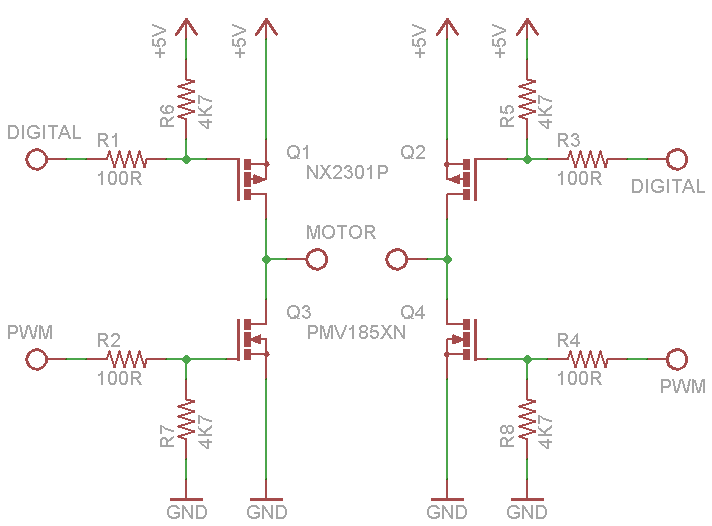 +5V
+5V
+5V
+5V
R6
4K7
R5
4K7
DIGITAL
R1
100R
Q1
NX2301P
Q2
R3
100R
DIGITAL
MOTOR
PWM
R2
100R
Q3
PMV185XN
Q4
R4
100R
PWM
R7
4K7
R8
4K7
GND
GND
GND
GND